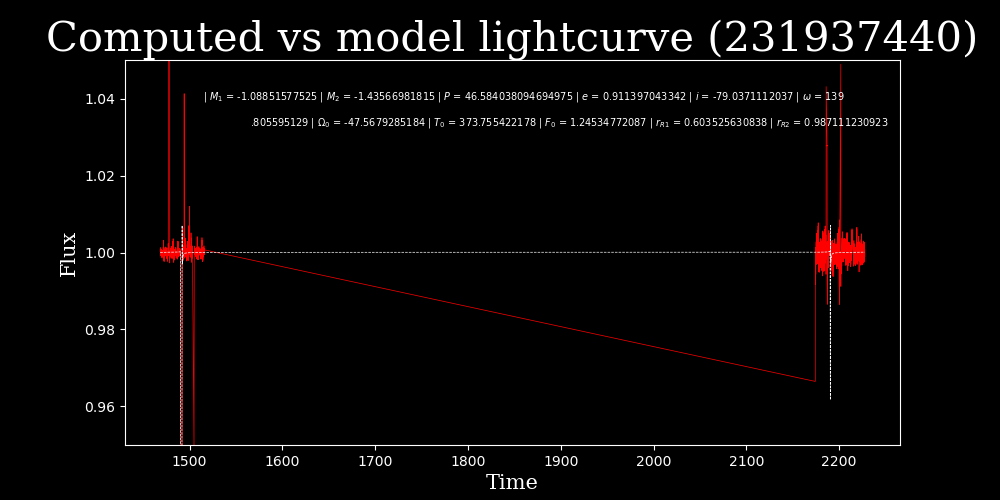 Computed vs model lightcurve (231937440)
| M₁ = -1.08851577525 | M₂ = -1.43566981815 | P = 46.584038094694975 | e = 0.911397043342 | i = -79.0371112037 | ω = 139
.805595129 | Ω₀ = -47.5679285184 | T₀ = 373.755422178 | F₀ = 1.24534772087 | r_R1 = 0.603525630838 | r_R2 = 0.987111230923
1.04
1.02
1.00
0.98
0.96
Flux
1500 1600 1700 1800 1900 2000 2100 2200
Time